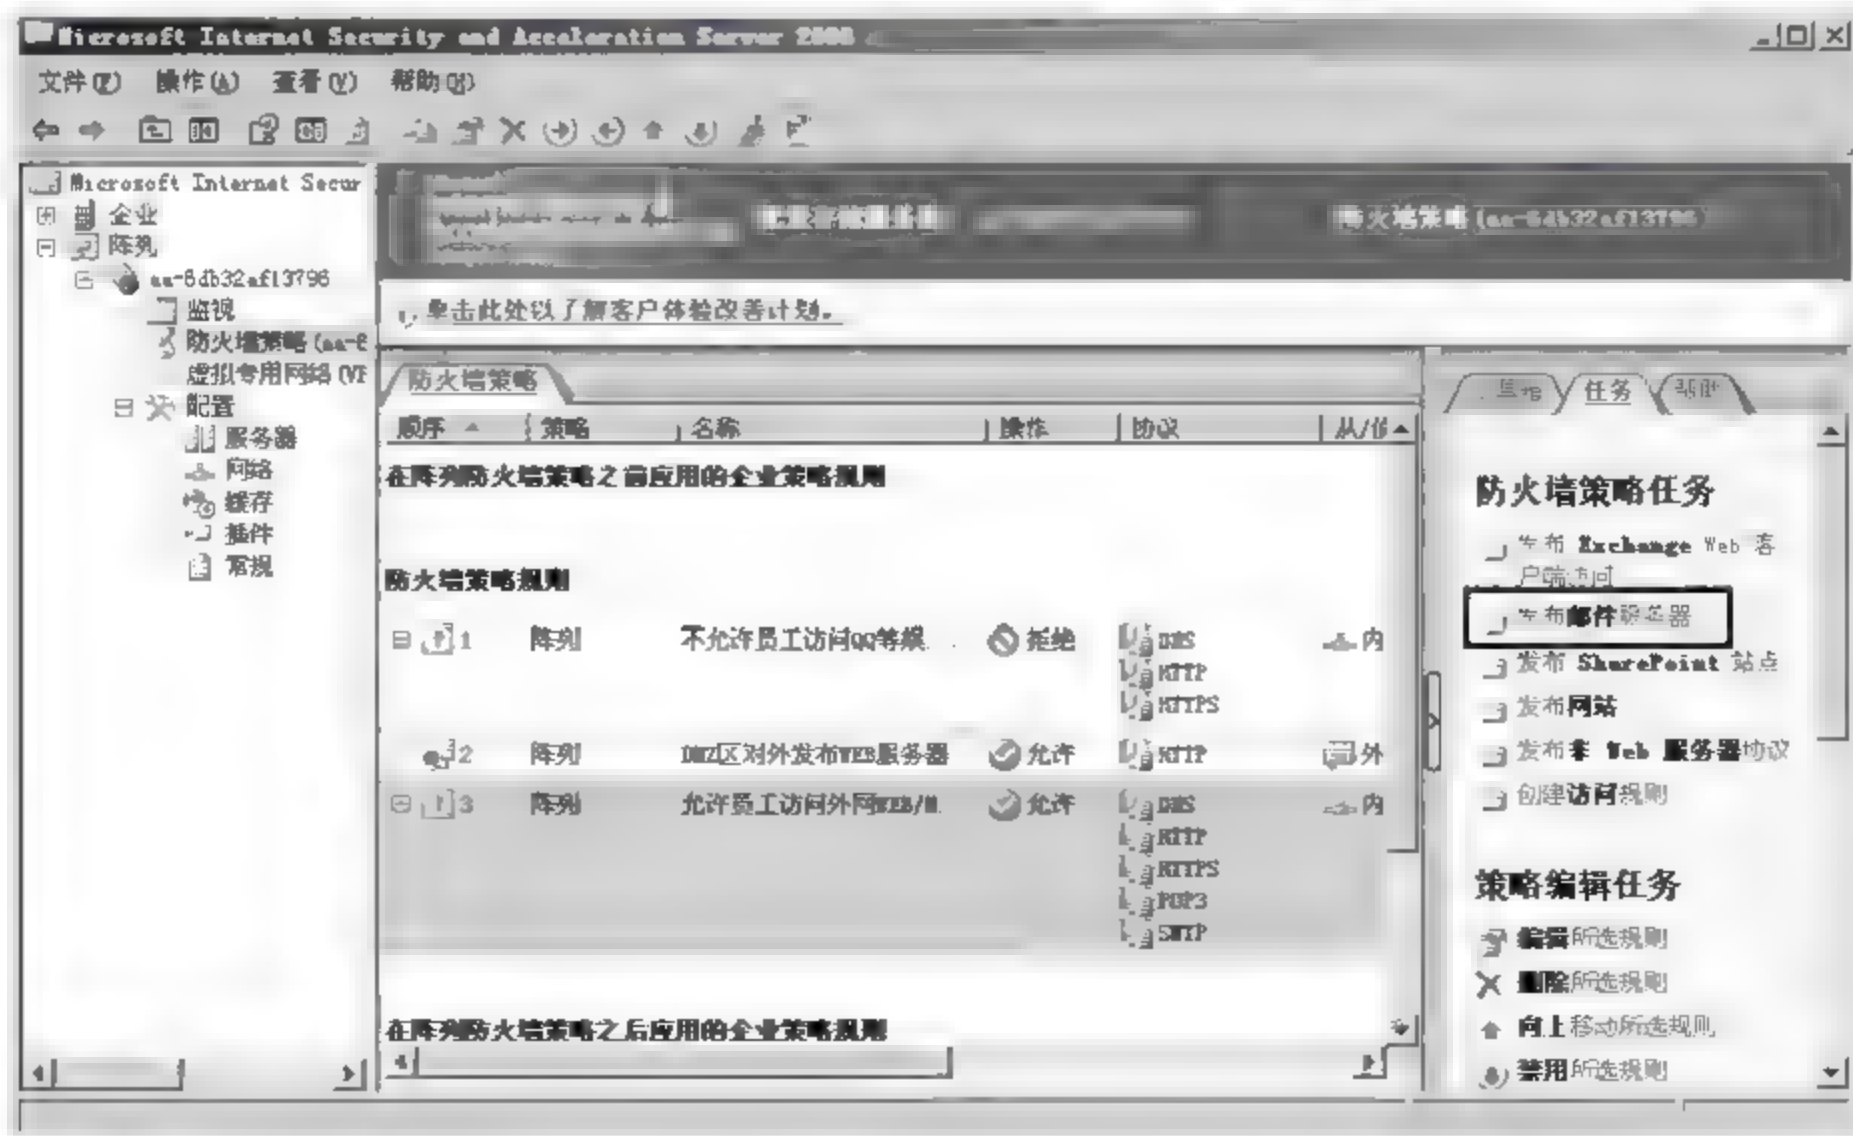 Microsoft Internet Security and Acceleration Server 2006
文件(F) 操作(A) 查看(V) 帮助(H)
Microsoft Internet Secur
企业
阵列
aa-6db32af13796
监视
防火墙策略(aa-6
虚拟专用网络(VP
配置
服务器
网络
缓存
插件
常规
防火墙策略(aa-6db32af13796)
单击此处以了解客户体验改善计划。
防火墙策略
顺序 策略 名称 操作 协议 从/侦
在阵列防火墙策略之前应用的企业策略规则
防火墙策略规则
1 阵列 不允许员工访问QQ等娱... 拒绝 DNS 内
HTTP
HTTPS
2 阵列 DMZ区对外发布WEB服务器 允许 HTTP 外
3 阵列 允许员工访问外网WEB/M... 允许 DNS 内
HTTP
HTTPS
POP3
SMTP
在阵列防火墙策略之后应用的企业策略规则
任务 帮助
防火墙策略任务
发布 Exchange Web 客
户端访问
发布邮件服务器
发布 SharePoint 站点
发布网站
发布非 Web 服务器协议
创建访问规则
策略编辑任务
编辑所选规则
删除所选规则
向上移动所选规则
禁用所选规则